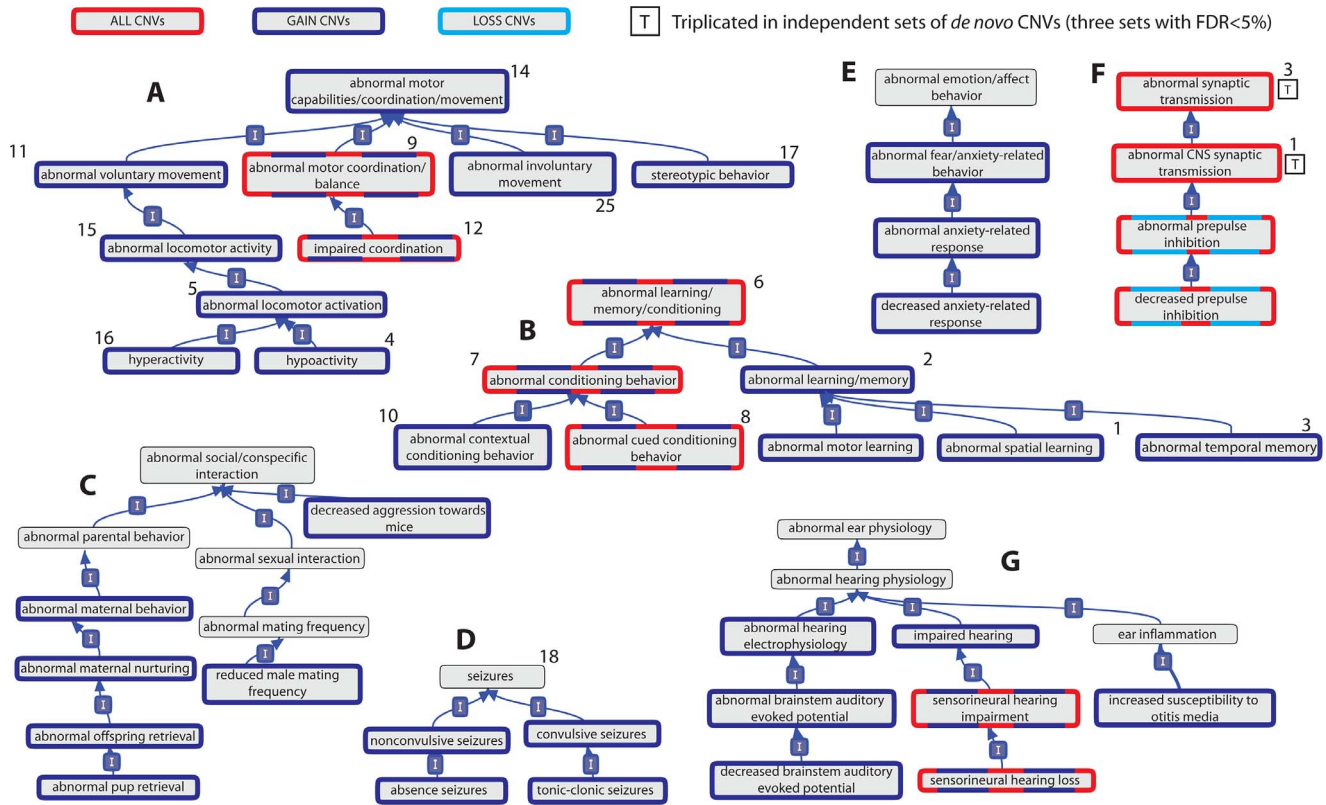 ALL CNVs
GAIN CNVs
LOSS CNVs
T Triplicated in independent sets of de novo CNVs (three sets with FDR<5%)
A
14
abnormal motor
capabilities/coordination/movement
I
I
I
I
11
abnormal voluntary movement
9
abnormal motor coordination/
balance
abnormal involuntary
movement
25
17
stereotypic behavior
I
I
15
abnormal locomotor activity
12
impaired coordination
I
5
abnormal locomotor activation
I
I
16
hyperactivity
4
hypoactivity
B
6
abnormal learning/
memory/conditioning
I
I
7
abnormal conditioning behavior
2
abnormal learning/memory
I
I
I
I
I
10
abnormal contextual
conditioning behavior
8
abnormal cued conditioning
behavior
abnormal motor learning
1
abnormal spatial learning
3
abnormal temporal memory
C
abnormal social/conspecific
interaction
I
I
I
decreased aggression towards
mice
abnormal parental behavior
abnormal sexual interaction
I
I
abnormal maternal behavior
abnormal mating frequency
I
I
abnormal maternal nurturing
reduced male mating
frequency
I
abnormal offspring retrieval
I
abnormal pup retrieval
D
18
seizures
I
I
nonconvulsive seizures
convulsive seizures
I
I
absence seizures
tonic-clonic seizures
E
abnormal emotion/affect
behavior
I
abnormal fear/anxiety-related
behavior
I
abnormal anxiety-related
response
I
decreased anxiety-related
response
F
3
abnormal synaptic
transmission
T
I
1
abnormal CNS synaptic
transmission
T
I
abnormal prepulse
inhibition
I
decreased prepulse
inhibition
G
abnormal ear physiology
I
abnormal hearing physiology
I
I
I
abnormal hearing
electrophysiology
impaired hearing
ear inflammation
I
I
I
abnormal brainstem auditory
evoked potential
sensorineural hearing
impairment
increased susceptibility to
otitis media
I
I
decreased brainstem auditory
evoked potential
sensorineural hearing loss